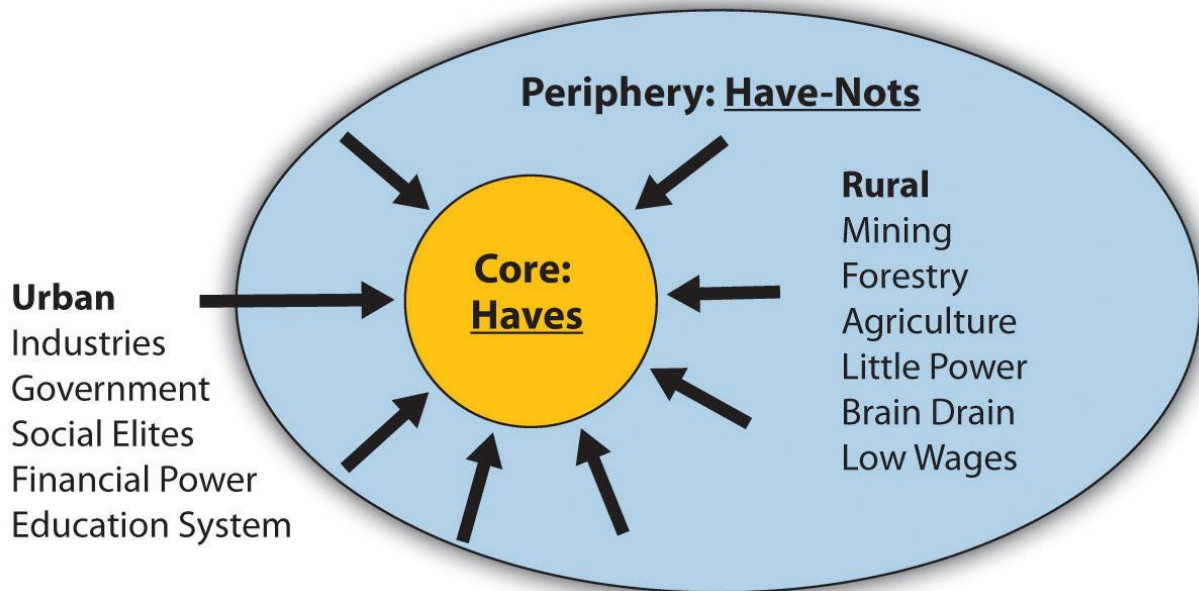 Periphery: Have-Nots
Core:
Haves
Urban
Industries
Government
Social Elites
Financial Power
Education System
Rural
Mining
Forestry
Agriculture
Little Power
Brain Drain
Low Wages